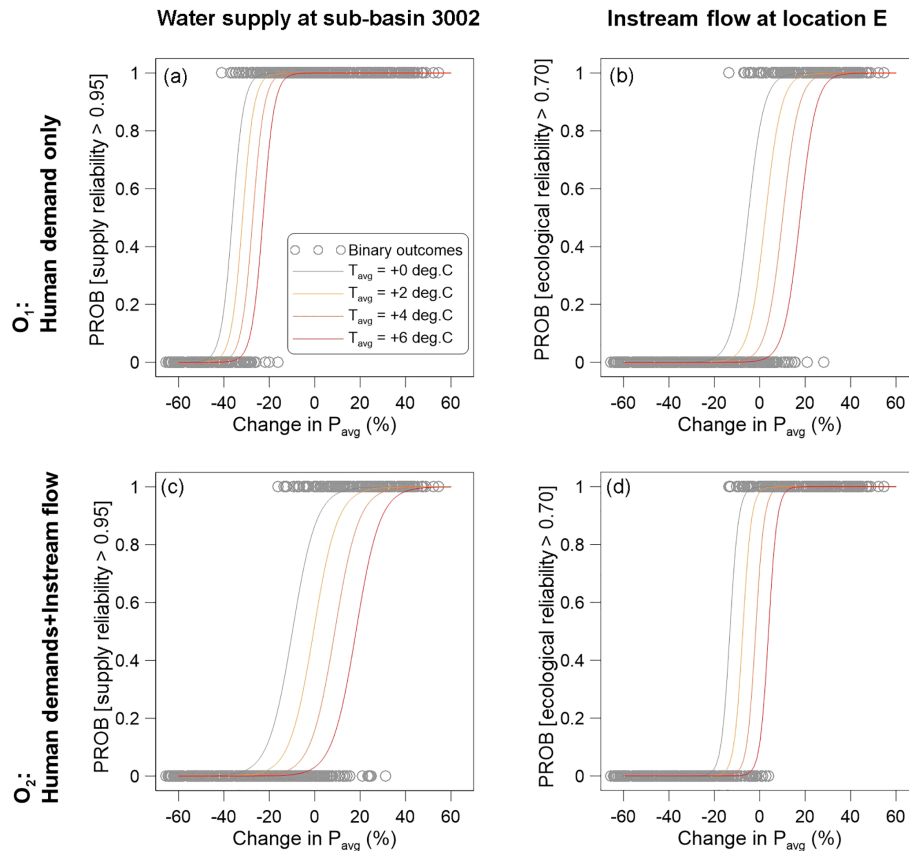 Water supply at sub-basin 3002
Instream flow at location E
O1:
Human demand only
(a)
PROB [supply reliability > 0.95]
1
0.8
0.6
0.4
0.2
0
Binary outcomes
Tavg = +0 deg.C
Tavg = +2 deg.C
Tavg = +4 deg.C
Tavg = +6 deg.C
-60 -40 -20 0 20 40 60
Change in Pavg (%)
(b)
PROB [ecological reliability > 0.70]
1
0.8
0.6
0.4
0.2
0
-60 -40 -20 0 20 40 60
Change in Pavg (%)
O2:
Human demands+Instream flow
(c)
PROB [supply reliability > 0.95]
1
0.8
0.6
0.4
0.2
0
-60 -40 -20 0 20 40 60
Change in Pavg (%)
(d)
PROB [ecological reliability > 0.70]
1
0.8
0.6
0.4
0.2
0
-60 -40 -20 0 20 40 60
Change in Pavg (%)